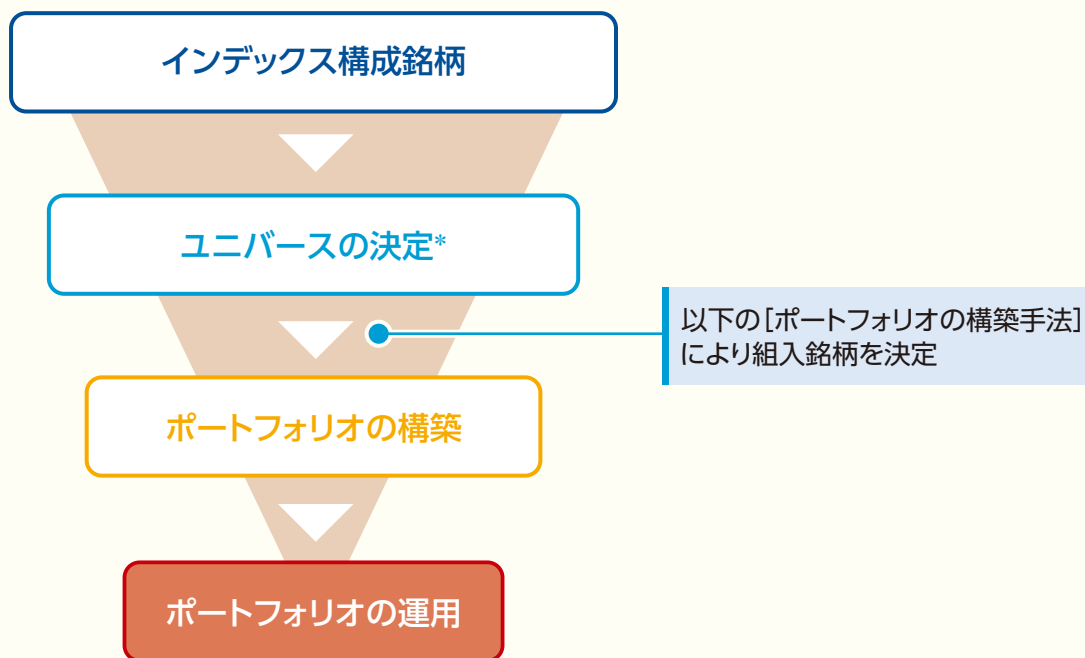 インデックス構成銘柄
ユニバースの決定*
以下の[ポートフォリオの構築手法]
により組入銘柄を決定
ポートフォリオの構築
ポートフォリオの運用